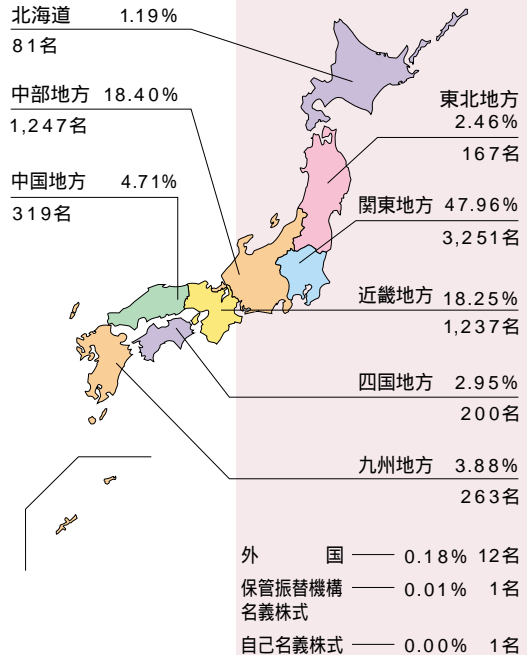 北海道 1.19%
81名
中部地方 18.40%
1,247名
中国地方 4.71%
319名
東北地方
2.46%
167名
関東地方 47.96%
3,251名
近畿地方 18.25%
1,237名
四国地方 2.95%
200名
九州地方 3.88%
263名
外国 0.18% 12名
保管振替機構 0.01% 1名
名義株式
自己名義株式 0.00% 1名